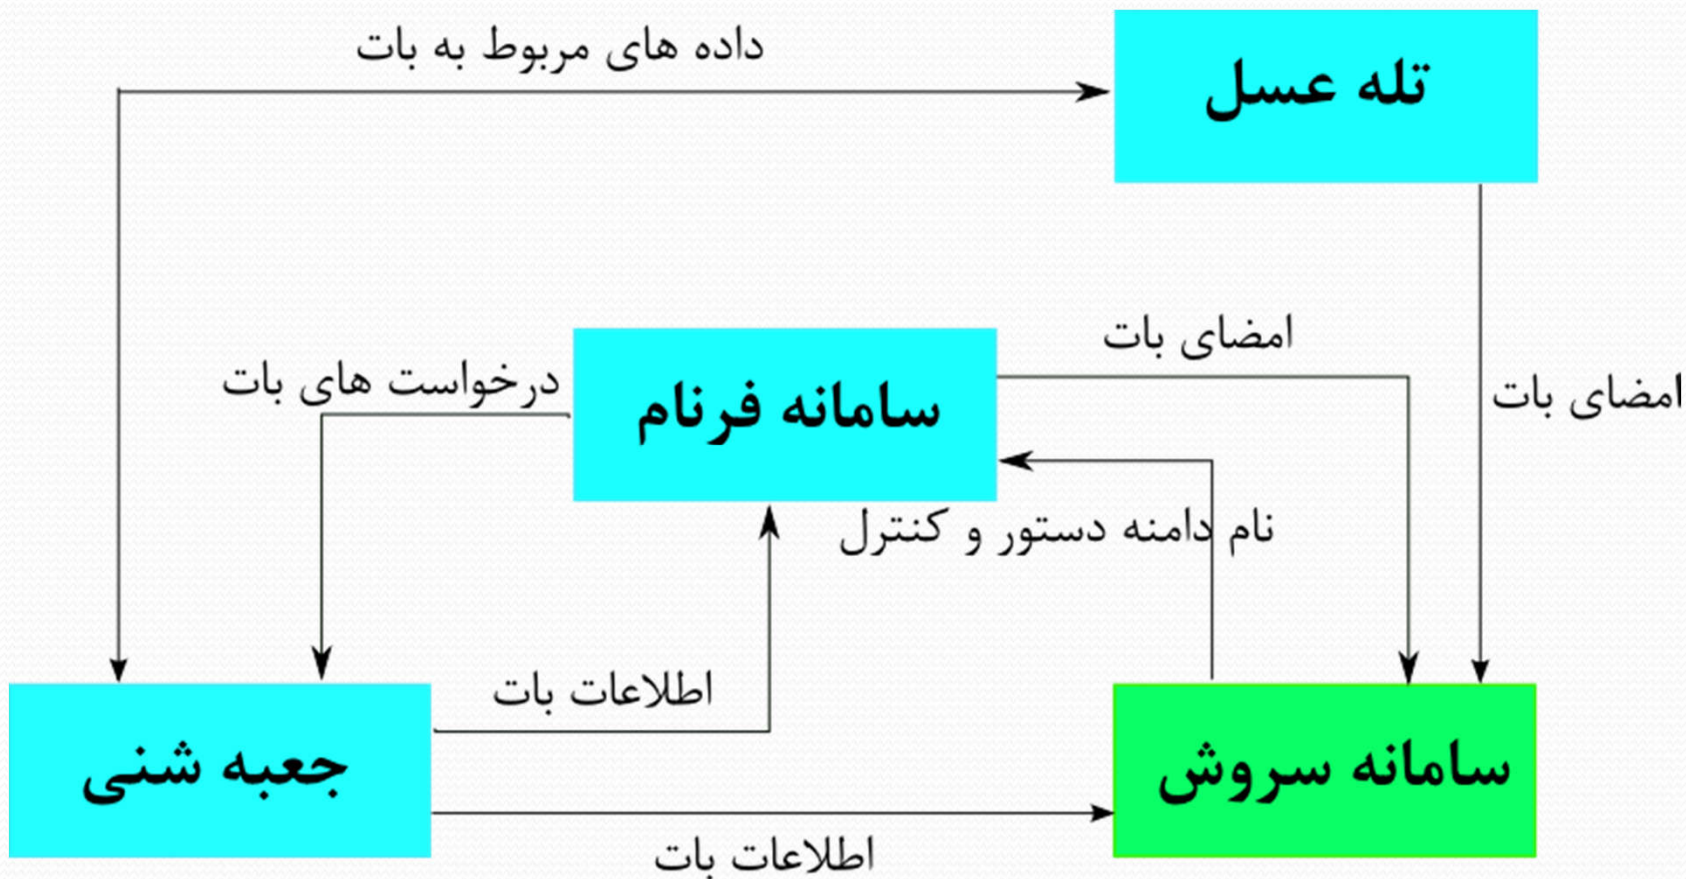 داده های مربوط به بات
تله عسل
امضای بات
امضای بات
درخواست های بات
سامانه فرنام
نام دامنه دستور و کنترل
اطلاعات بات
جعبه شنی
سامانه سروش
اطلاعات بات